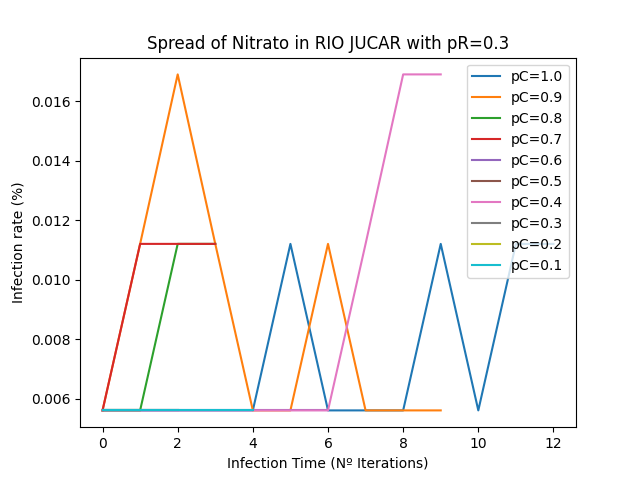 Spread of Nitrato in RIO JUCAR with pR=0.3
Infection rate (%)
0.016
0.014
0.012
0.010
0.008
0.006
pC=1.0
pC=0.9
pC=0.8
pC=0.7
pC=0.6
pC=0.5
pC=0.4
pC=0.3
pC=0.2
pC=0.1
0 2 4 6 8 10 12
Infection Time (Nº Iterations)